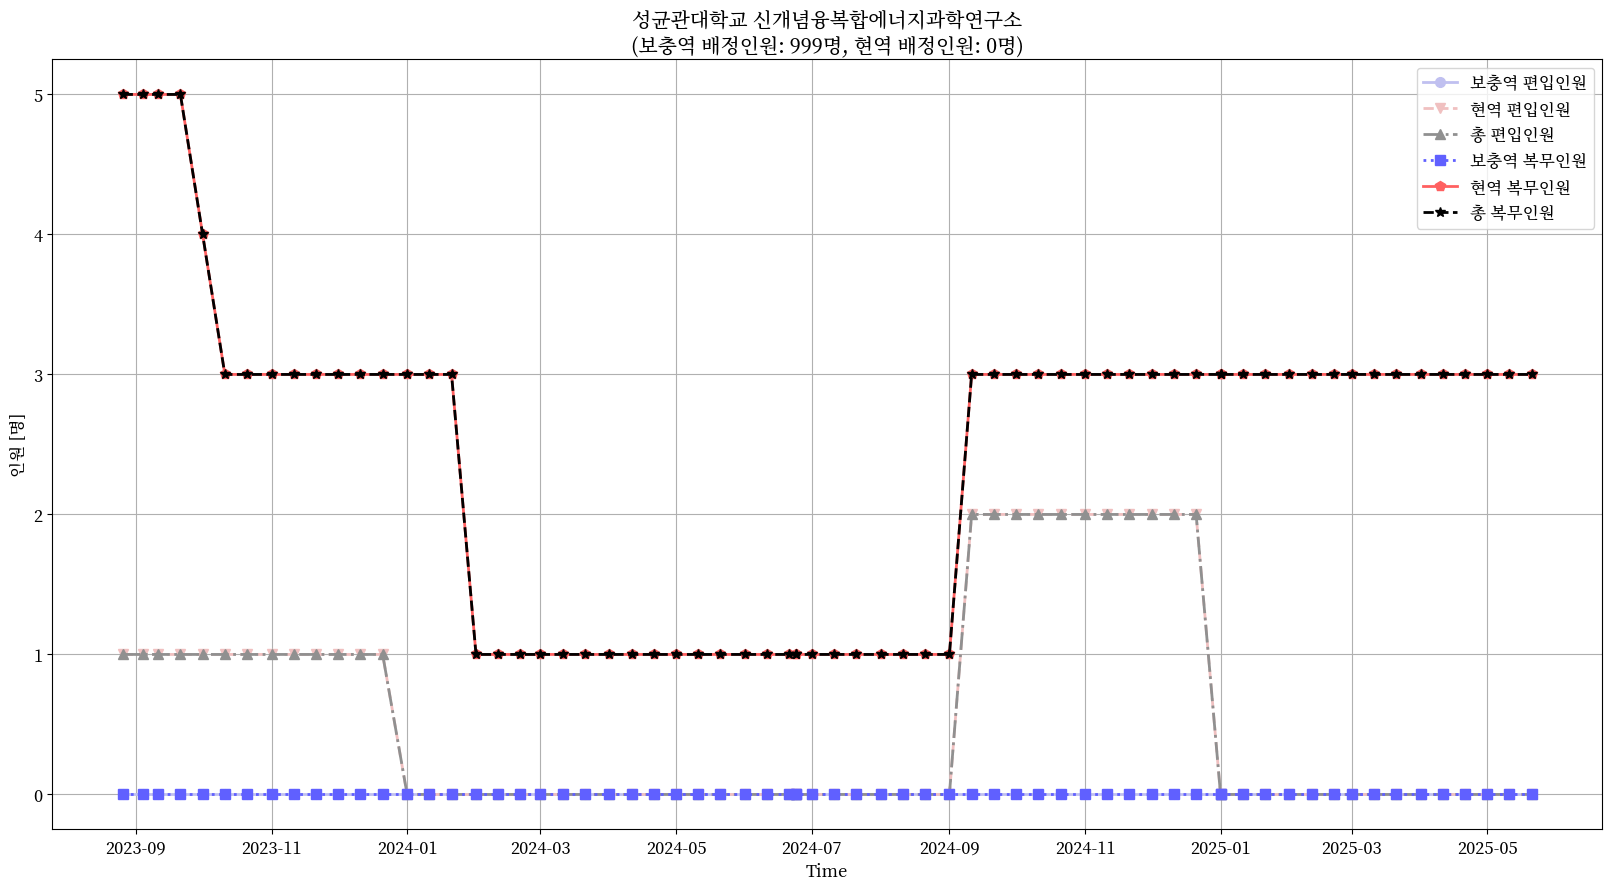 성균관대학교 신개념융복합에너지과학연구소
(보충역 배정인원: 999명, 현역 배정인원: 0명)
보충역 편입인원
현역 편입인원
총 편입인원
보충역 복무인원
현역 복무인원
총 복무인원
5
4
3
2
1
0
인원 [명]
2023-09
2023-11
2024-01
2024-03
2024-05
2024-07
2024-09
2024-11
2025-01
2025-03
2025-05
Time